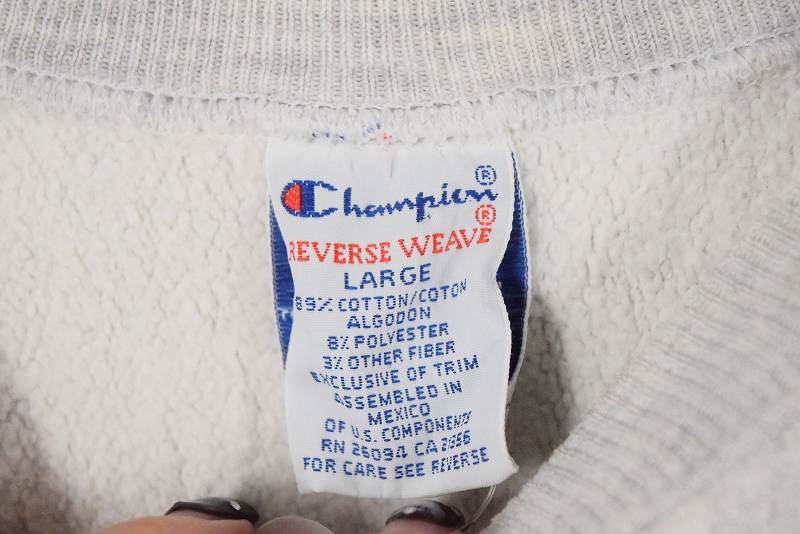 Champion®
REVERSE WEAVE®
LARGE
89% COTTON/COTON
ALGODON
8% POLYESTER
3% OTHER FIBER
EXCLUSIVE OF TRIM
ASSEMBLED IN
MEXICO
OF U.S. COMPONENTS
RN 26094 CA 2666
FOR CARE SEE REVERSE